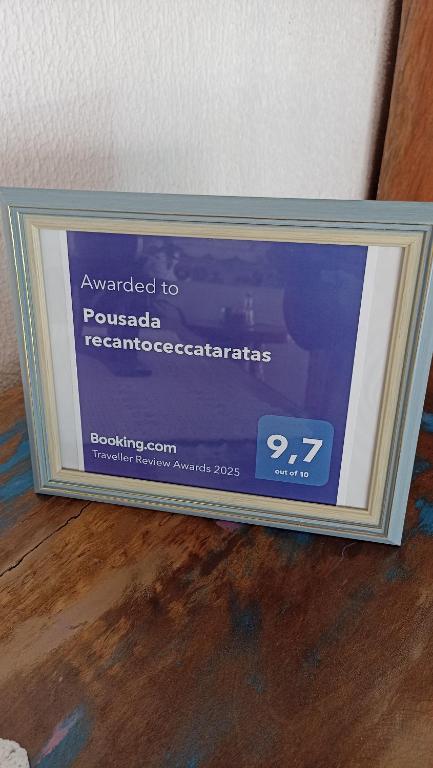 Awarded to
Pousada
recantoceccataratas
Booking.com
Traveller Review Awards 2025
9,7
out of 10